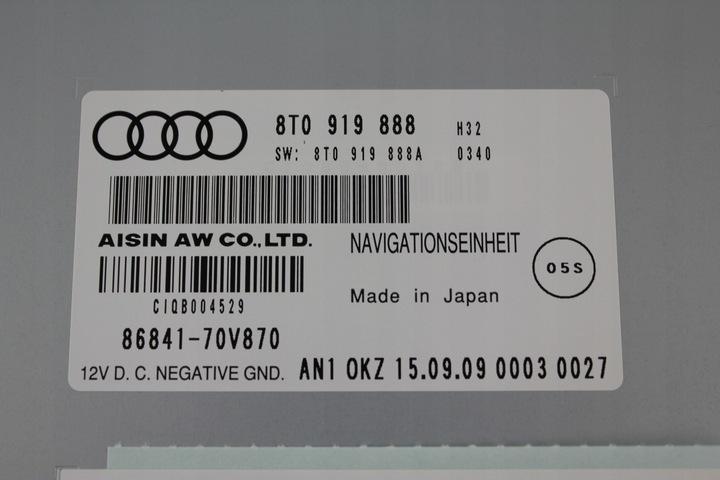 8T0 919 888 H32
SW: 8T0 919 888A 0340
AISIN AW CO.,LTD.
NAVIGATIONSEINHEIT
05S
CIQB004529
Made in Japan
86841-70V870
12V D. C. NEGATIVE GND. AN1 0KZ 15.09.09 0003 0027